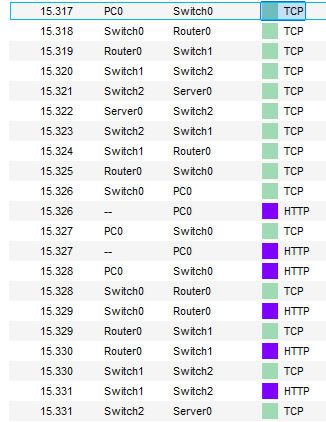 15.317 PC0 Switch0 TCP
15.318 Switch0 Router0 TCP
15.319 Router0 Switch1 TCP
15.320 Switch1 Switch2 TCP
15.321 Switch2 Server0 TCP
15.322 Server0 Switch2 TCP
15.323 Switch2 Switch1 TCP
15.324 Switch1 Router0 TCP
15.325 Router0 Switch0 TCP
15.326 Switch0 PC0 TCP
15.326 -- PC0 HTTP
15.327 PC0 Switch0 TCP
15.327 -- PC0 HTTP
15.328 PC0 Switch0 HTTP
15.328 Switch0 Router0 TCP
15.329 Switch0 Router0 HTTP
15.329 Router0 Switch1 TCP
15.330 Router0 Switch1 HTTP
15.330 Switch1 Switch2 TCP
15.331 Switch1 Switch2 HTTP
15.331 Switch2 Server0 TCP